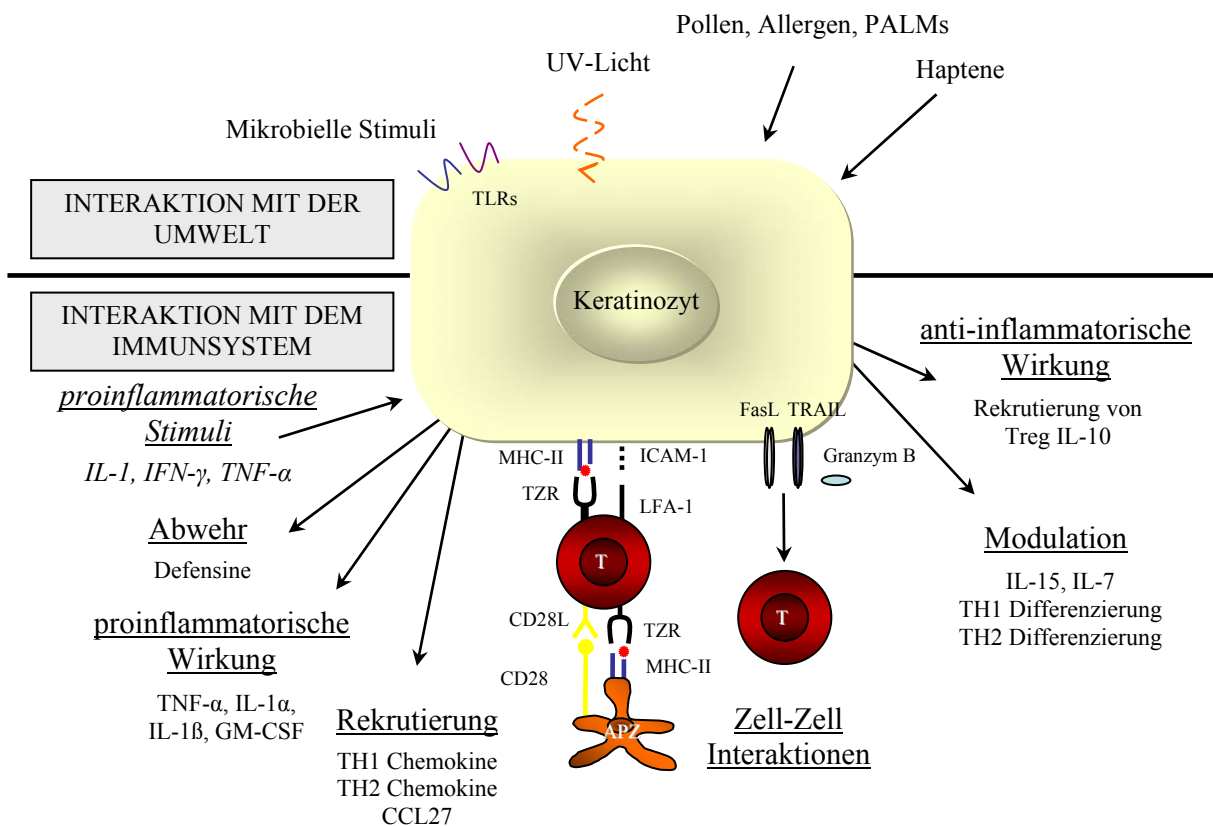 Pollen, Allergen, PALMs
Haptene
UV-Licht
Mikrobielle Stimuli
TLRs
INTERAKTION MIT DER
UMWELT
Keratinozyt
INTERAKTION MIT DEM
IMMUNSYSTEM
proinflammatorische
Stimuli
IL-1, IFN-γ, TNF-α
Abwehr
Defensine
proinflammatorische
Wirkung
TNF-α, IL-1α,
IL-1ß, GM-CSF
Rekrutierung
TH1 Chemokine
TH2 Chemokine
CCL27
MHC-II
ICAM-1
TZR
LFA-1
T
CD28L
TZR
CD28
MHC-II
APZ
FasL
TRAIL
Granzym B
T
Zell-Zell
Interaktionen
anti-inflammatorische
Wirkung
Rekrutierung von
Treg IL-10
Modulation
IL-15, IL-7
TH1 Differenzierung
TH2 Differenzierung